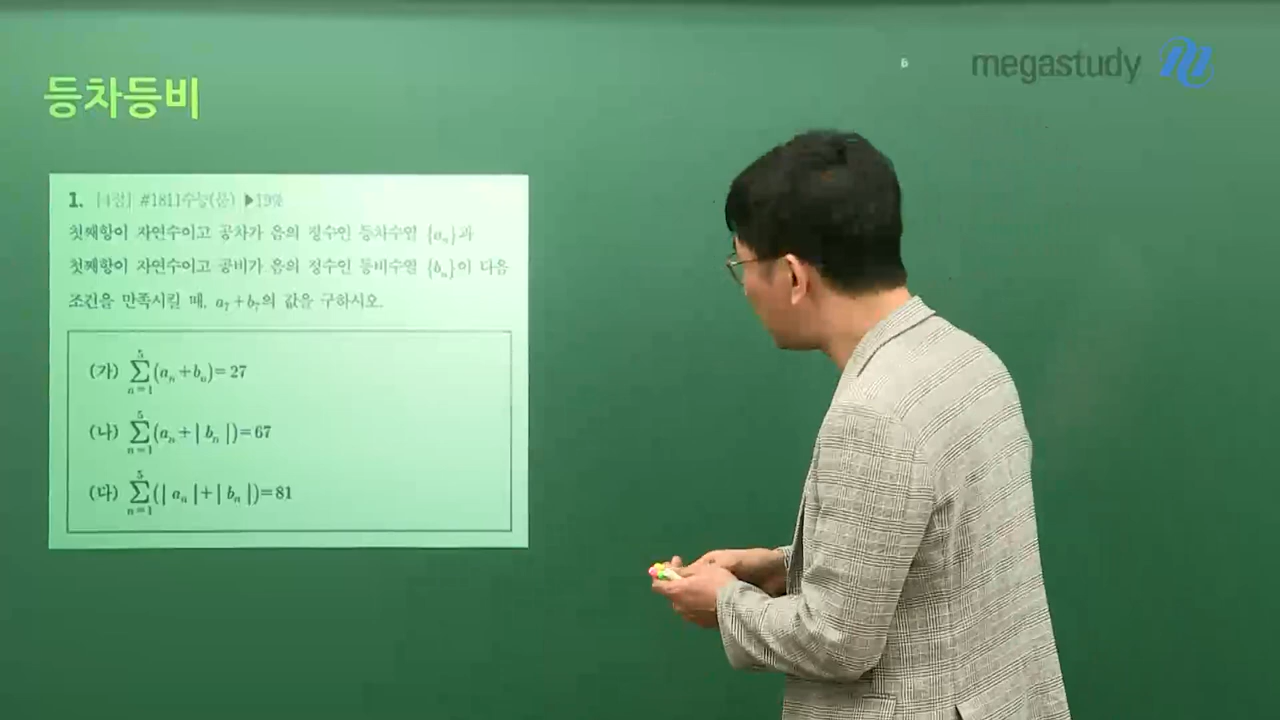 megastudy
등차등비
1. [4점] #1811수능(홀) ▶19%
첫째항이 자연수이고 공차가 음의 정수인 등차수열 {aₙ}과
첫째항이 자연수이고 공비가 음의 정수인 등비수열 {bₙ}이 다음
조건을 만족시킬 때, a₇+b₇의 값을 구하시오.
(가) ∑ₙ₌₁⁵(aₙ+bₙ)=27
(나) ∑ₙ₌₁⁵(aₙ+|bₙ|)=67
(다) ∑ₙ₌₁⁵(|aₙ|+|bₙ|)=81